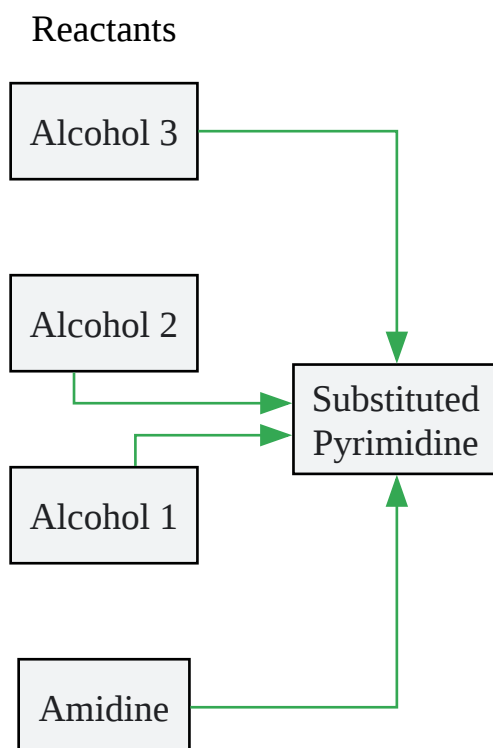 Reactants
Alcohol 3
Alcohol 2
Substituted
Pyrimidine
Alcohol 1
Amidine